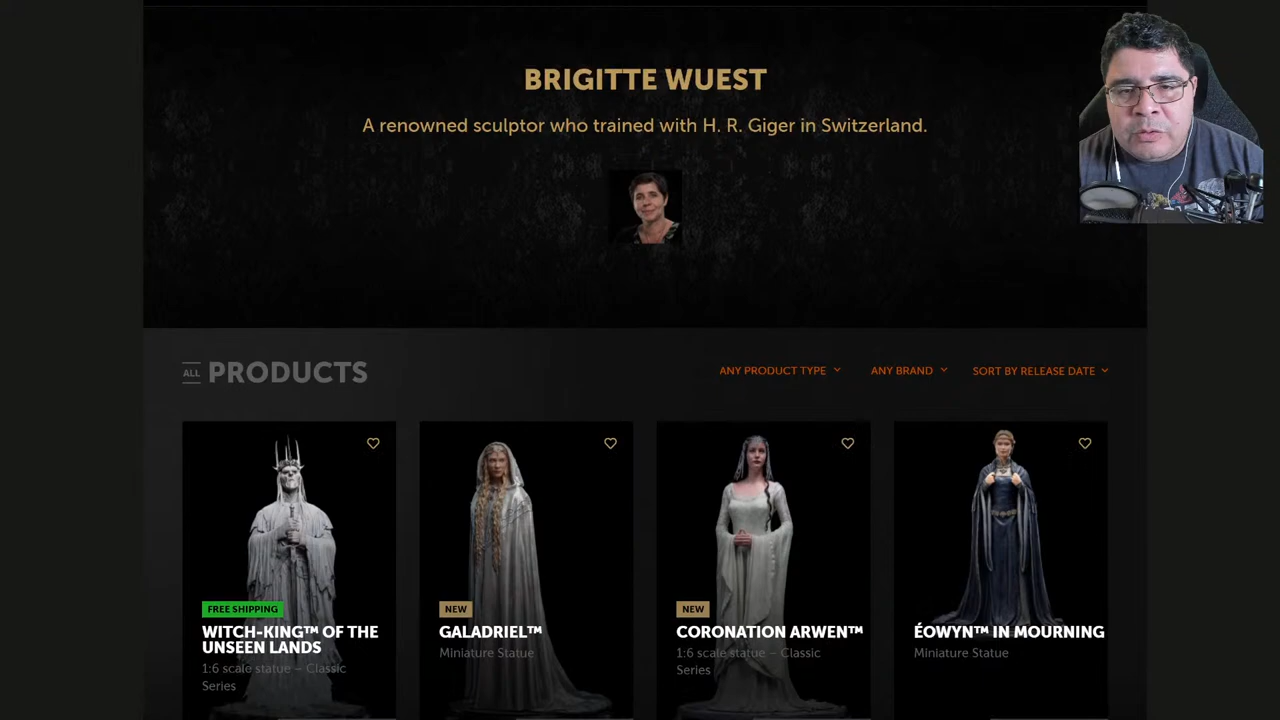 BRIGITTE WUEST
A renowned sculptor who trained with H. R. Giger in Switzerland.
ALL PRODUCTS
ANY PRODUCT TYPE
ANY BRAND
SORT BY RELEASE DATE
FREE SHIPPING
WITCH-KING™ OF THE
UNSEEN LANDS
1:6 scale statue – Classic
Series
NEW
GALADRIEL™
Miniature Statue
NEW
CORONATION ARWEN™
1:6 scale statue – Classic
Series
ÉOWYN™ IN MOURNING
Miniature Statue